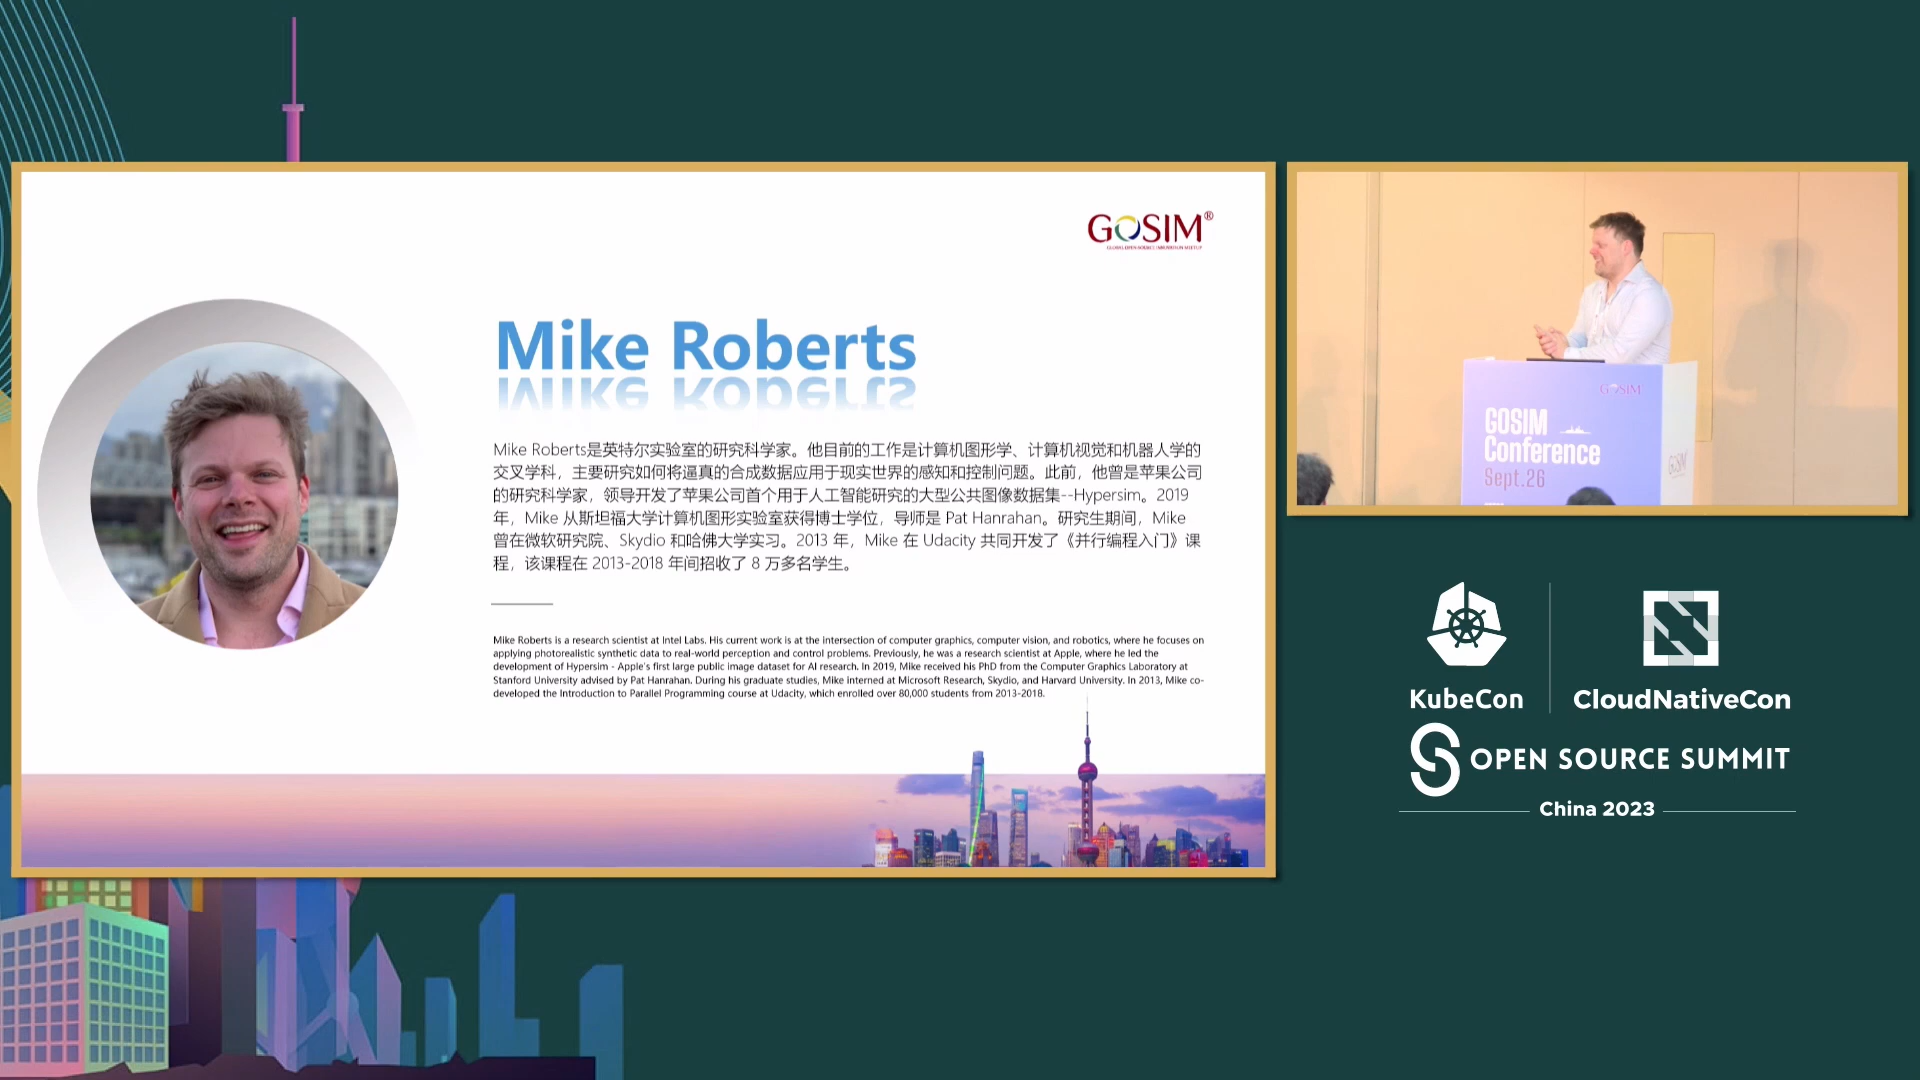 GOSIM®
GLOBAL OPEN SOURCE INNOVATION MEETUP
Mike Roberts
Mike Roberts是英特尔实验室的研究科学家。他目前的工作是计算机图形学、计算机视觉和机器人学的
交叉学科，主要研究如何将逼真的合成数据应用于现实世界的感知和控制问题。此前，他曾是苹果公司
的研究科学家，领导开发了苹果公司首个用于人工智能研究的大型公共图像数据集--Hypersim。2019
年，Mike 从斯坦福大学计算机图形实验室获得博士学位，导师是 Pat Hanrahan。研究生期间，Mike
曾在微软研究院、Skydio 和哈佛大学实习。2013 年，Mike 在 Udacity 共同开发了《并行编程入门》课
程，该课程在 2013-2018 年间招收了 8 万多名学生。
Mike Roberts is a research scientist at Intel Labs. His current work is at the intersection of computer graphics, computer vision, and robotics, where he focuses on
applying photorealistic synthetic data to real-world perception and control problems. Previously, he was a research scientist at Apple, where he led the
development of Hypersim - Apple's first large public image dataset for AI research. In 2019, Mike received his PhD from the Computer Graphics Laboratory at
Stanford University advised by Pat Hanrahan. During his graduate studies, Mike interned at Microsoft Research, Skydio, and Harvard University. In 2013, Mike co-
developed the Introduction to Parallel Programming course at Udacity, which enrolled over 80,000 students from 2013-2018.
GOSIM
GOSIM
Conference
Sept.26
GOSIM
KubeCon
CloudNativeCon
OPEN SOURCE SUMMIT
China 2023